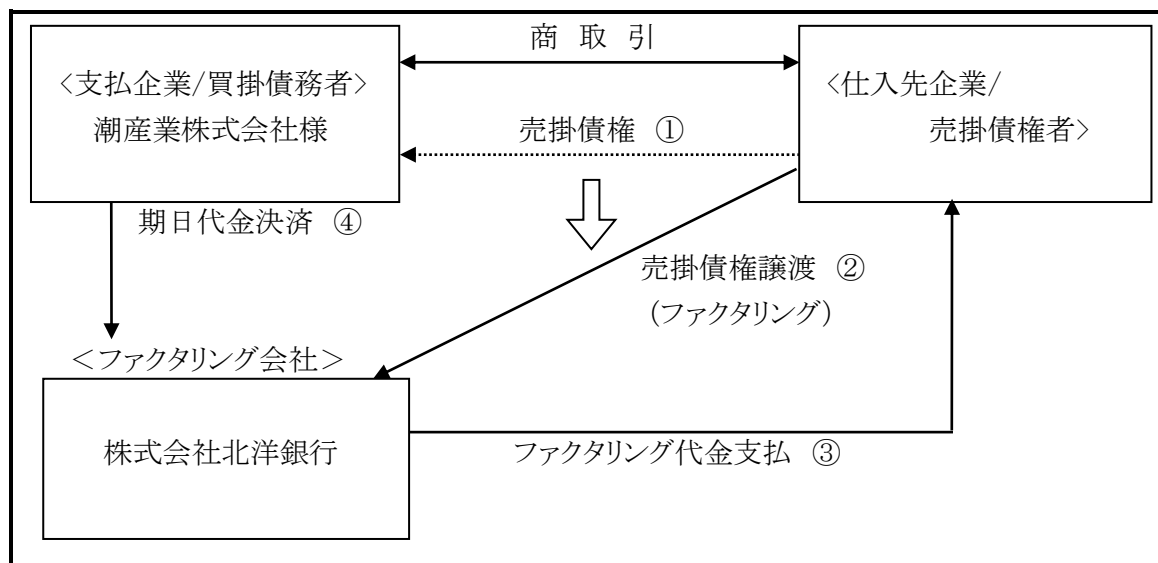 商 取 引
<支払企業/買掛債務者>
潮産業株式会社様
<仕入先企業/
売掛債権者>
売掛債権 ①
期日代金決済 ④
売掛債権譲渡 ②
(ファクタリング)
<ファクタリング会社>
株式会社北洋銀行
ファクタリング代金支払 ③